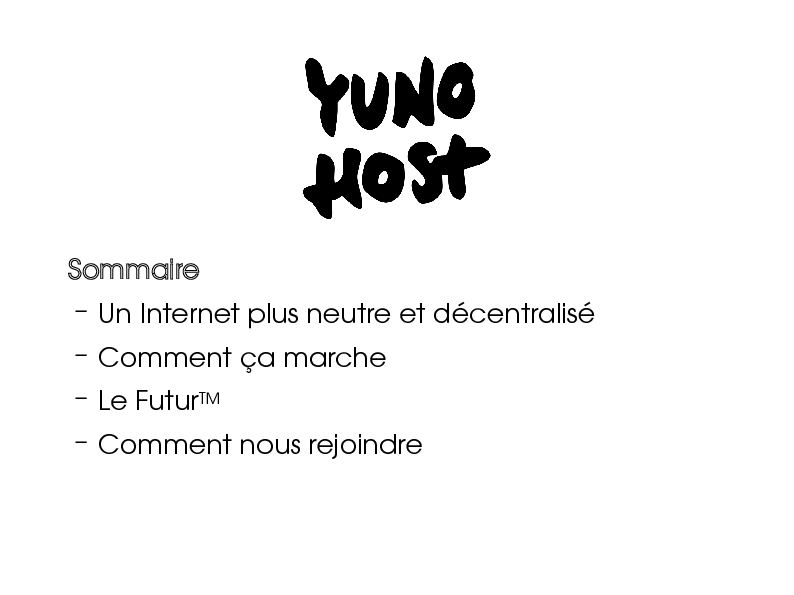 YUNO
HOST
Sommaire
– Un Internet plus neutre et décentralisé
– Comment ça marche
– Le Futur™
– Comment nous rejoindre